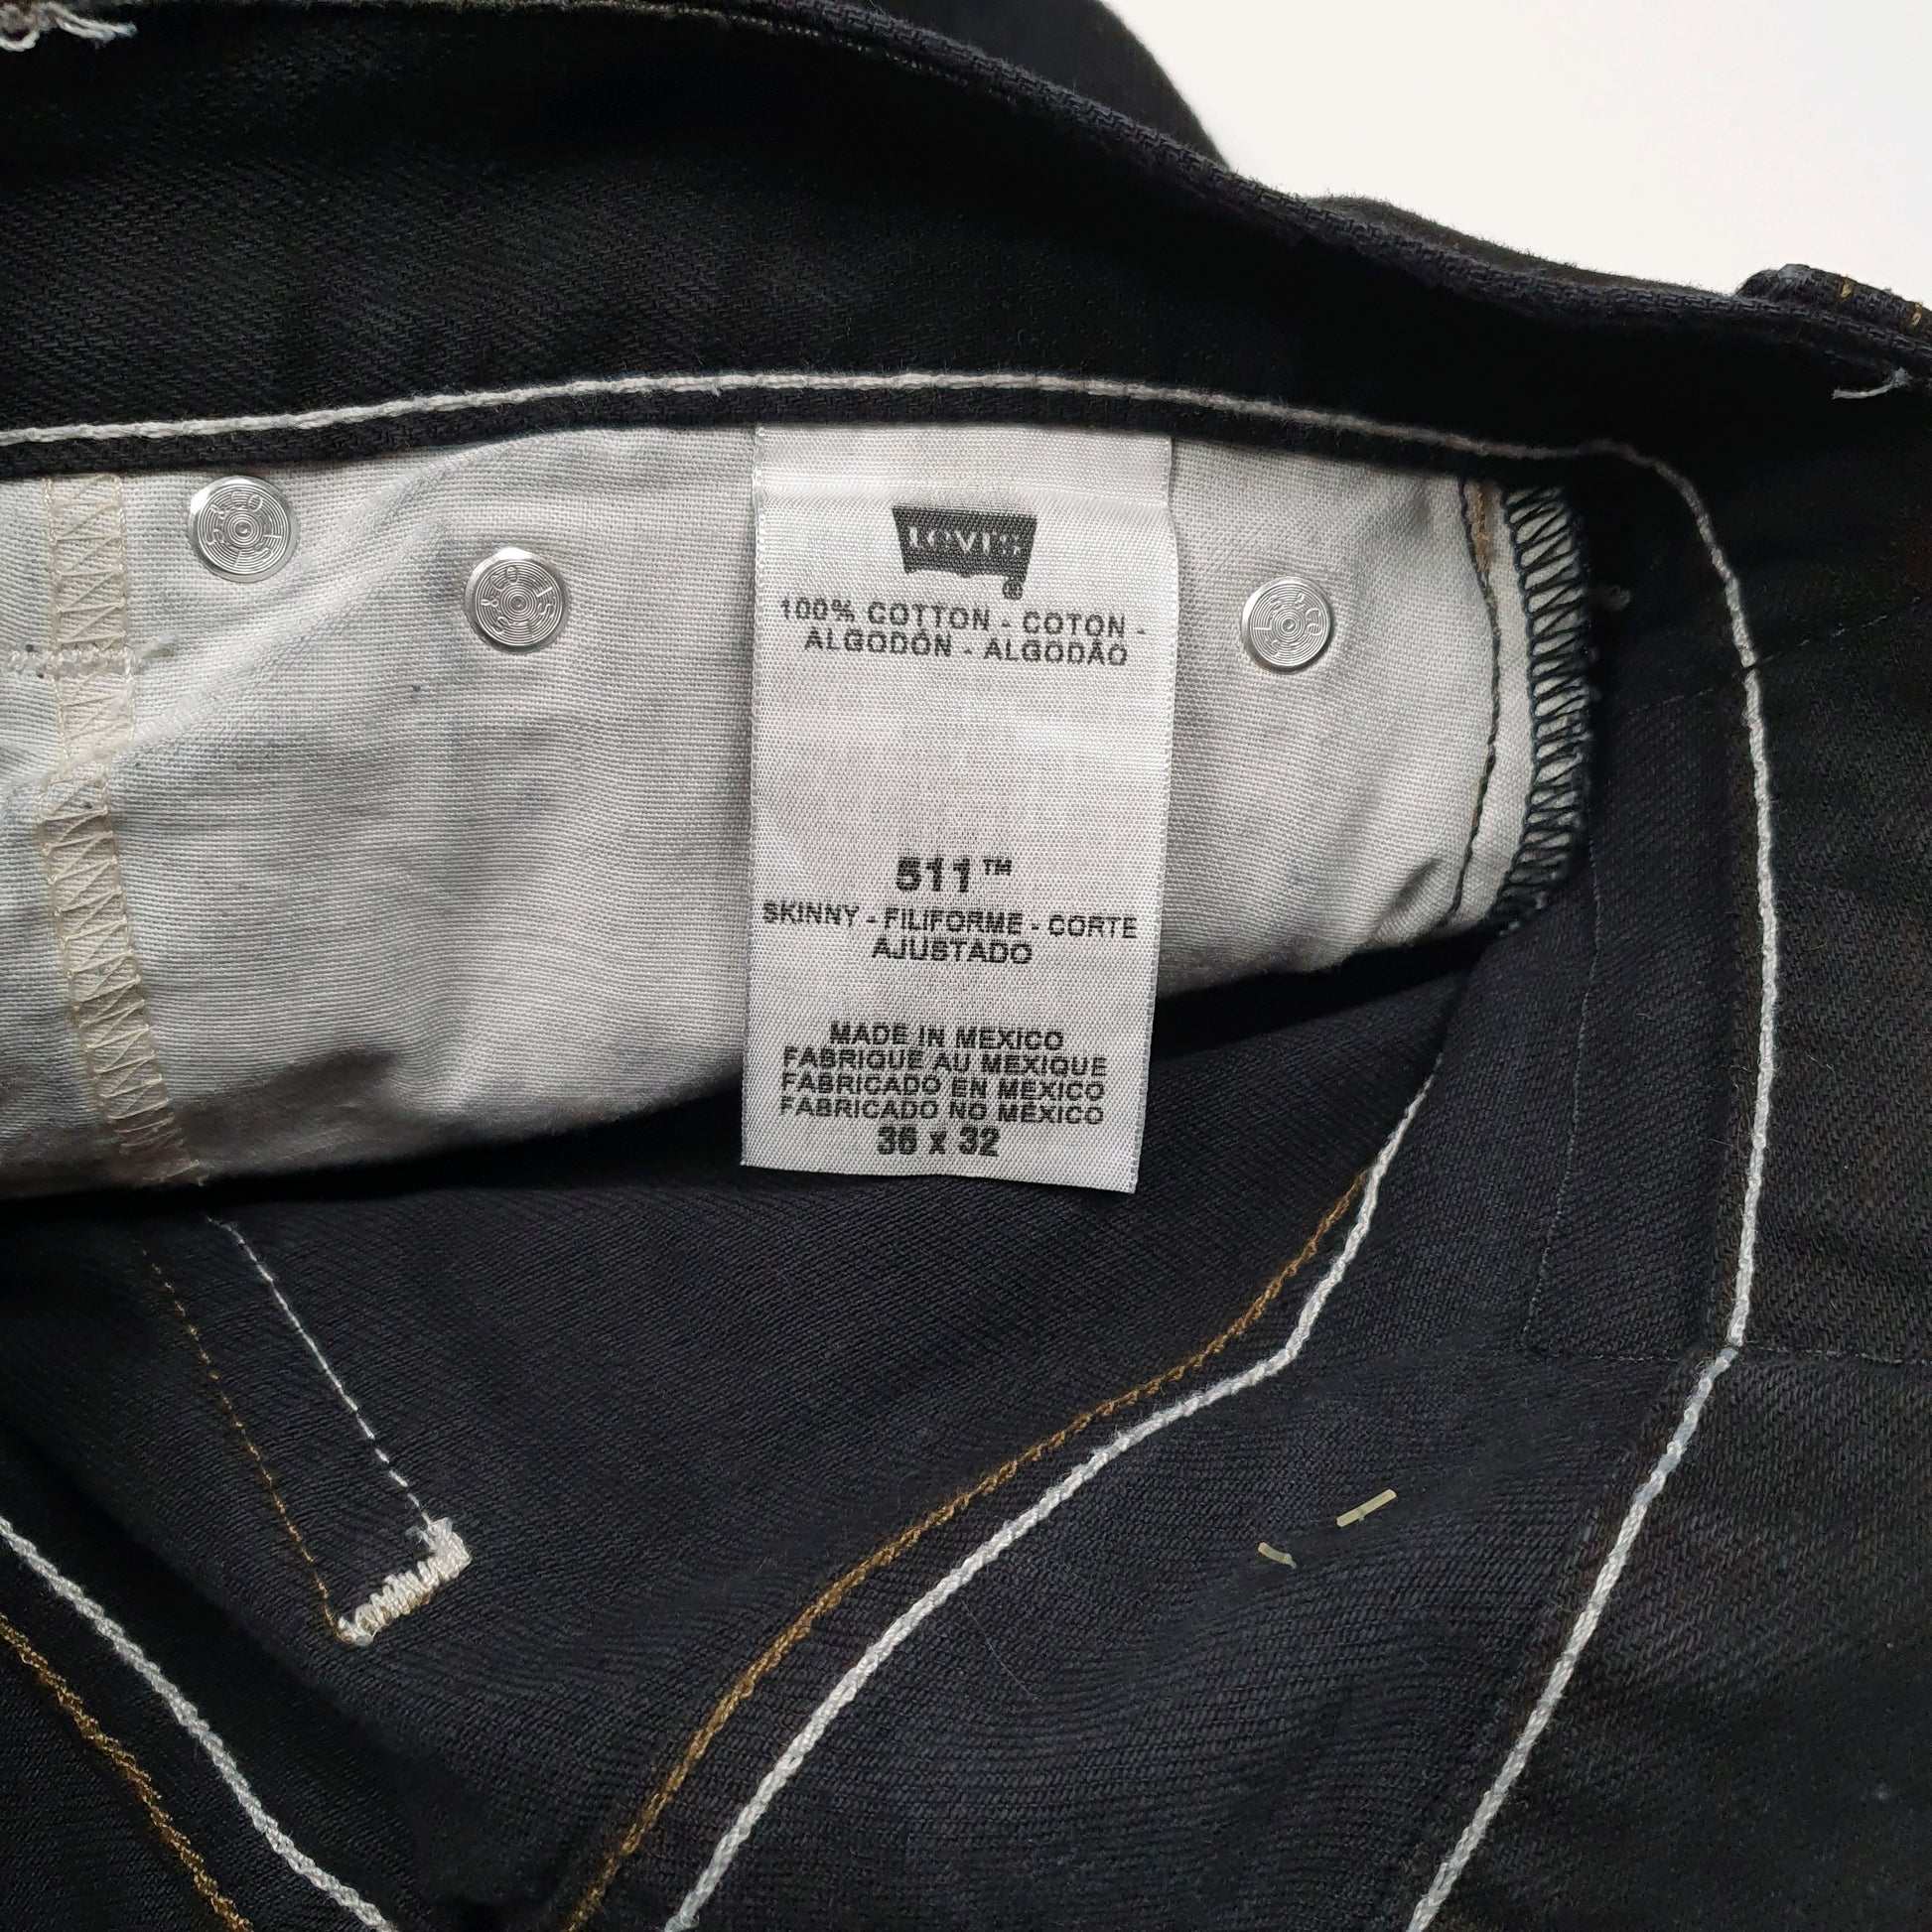 Levi's
®
100% COTTON - COTON -
ALGODÓN - ALGODÃO
511™
SKINNY - FILIFORME - CORTE
AJUSTADO
MADE IN MEXICO
FABRIQUÉ AU MEXIQUE
FABRICADO EN MEXICO
FABRICADO NO MÉXICO
36 x 32